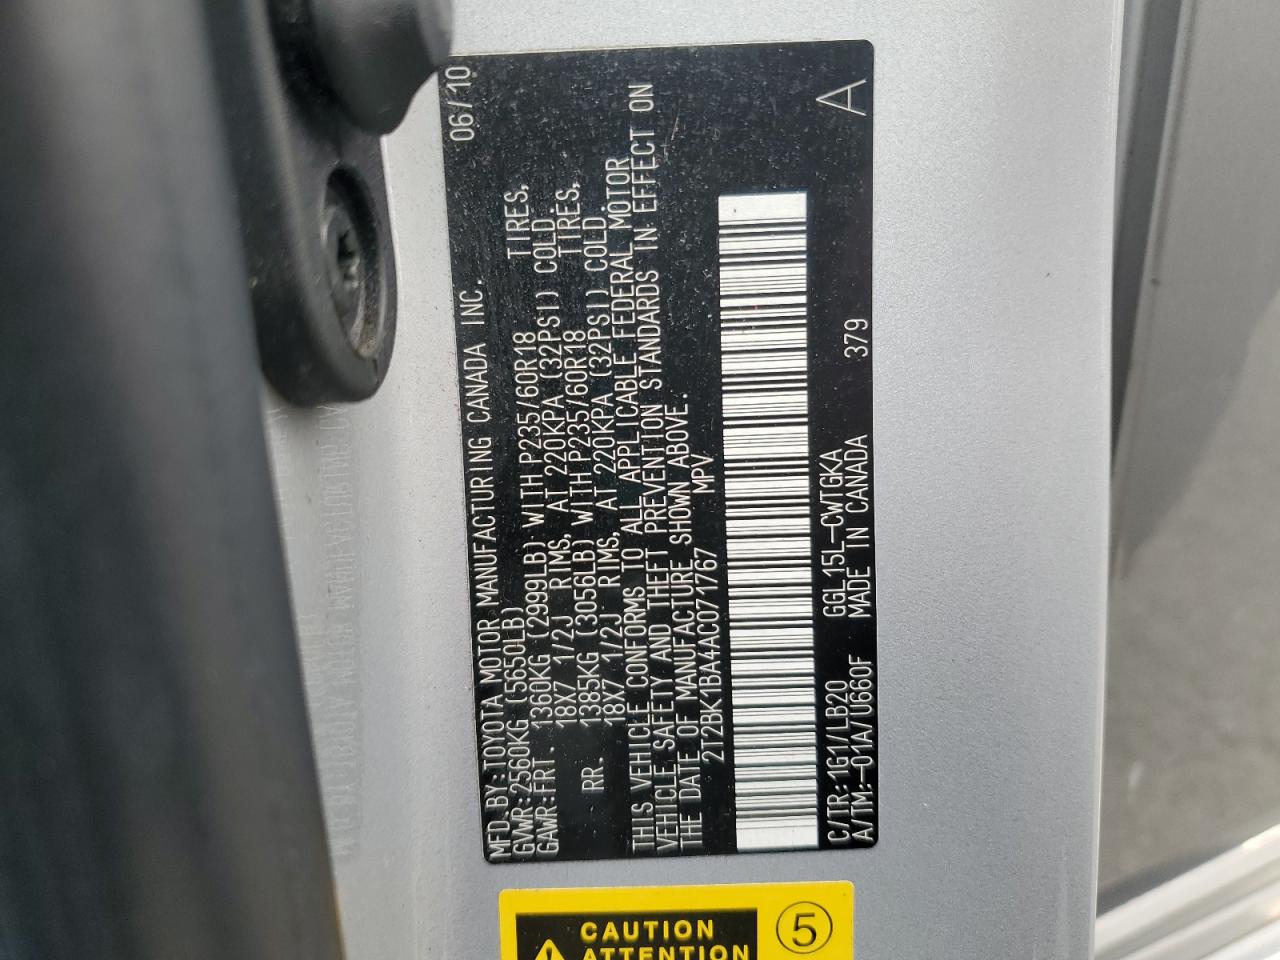 MFD.BY:TOYOTA MOTOR MANUFACTURING CANADA INC. 06/10
GVWR:2560KG (5650LB)
GAWR:FRT. 1360KG (2999LB) WITH P235/60R18 TIRES,
18X7 1/2J RIMS, AT 220KPA (32PSI) COLD.
RR. 1385KG (3056LB) WITH P235/60R18 TIRES,
18X7 1/2J RIMS, AT 220KPA (32PSI) COLD.
THIS VEHICLE CONFORMS TO ALL APPLICABLE FEDERAL MOTOR
VEHICLE SAFETY AND THEFT PREVENTION STANDARDS IN EFFECT ON
THE DATE OF MANUFACTURE SHOWN ABOVE.
2T2BK1BA4AC071767 MPV
C/TR:1G1/LB20 GGL15L-CWTGKA 379 A
A/TM:-01A/U660F MADE IN CANADA
CAUTION
ATTENTION
5